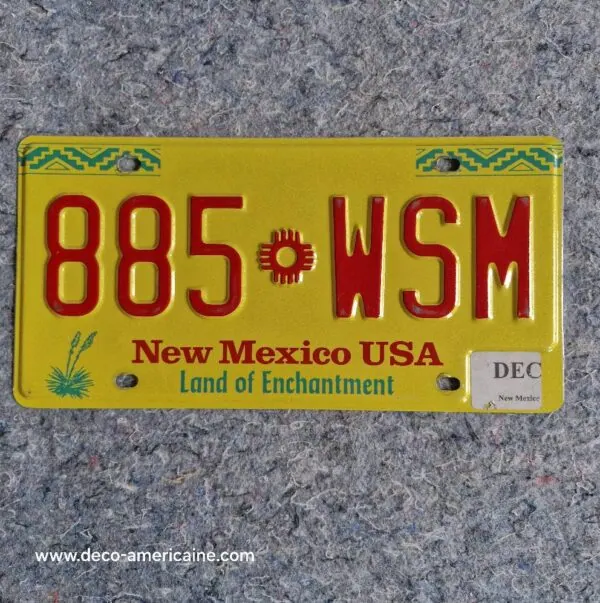 885 WSM
New Mexico USA
Land of Enchantment
DEC
New Mexico
www.deco-americaine.com